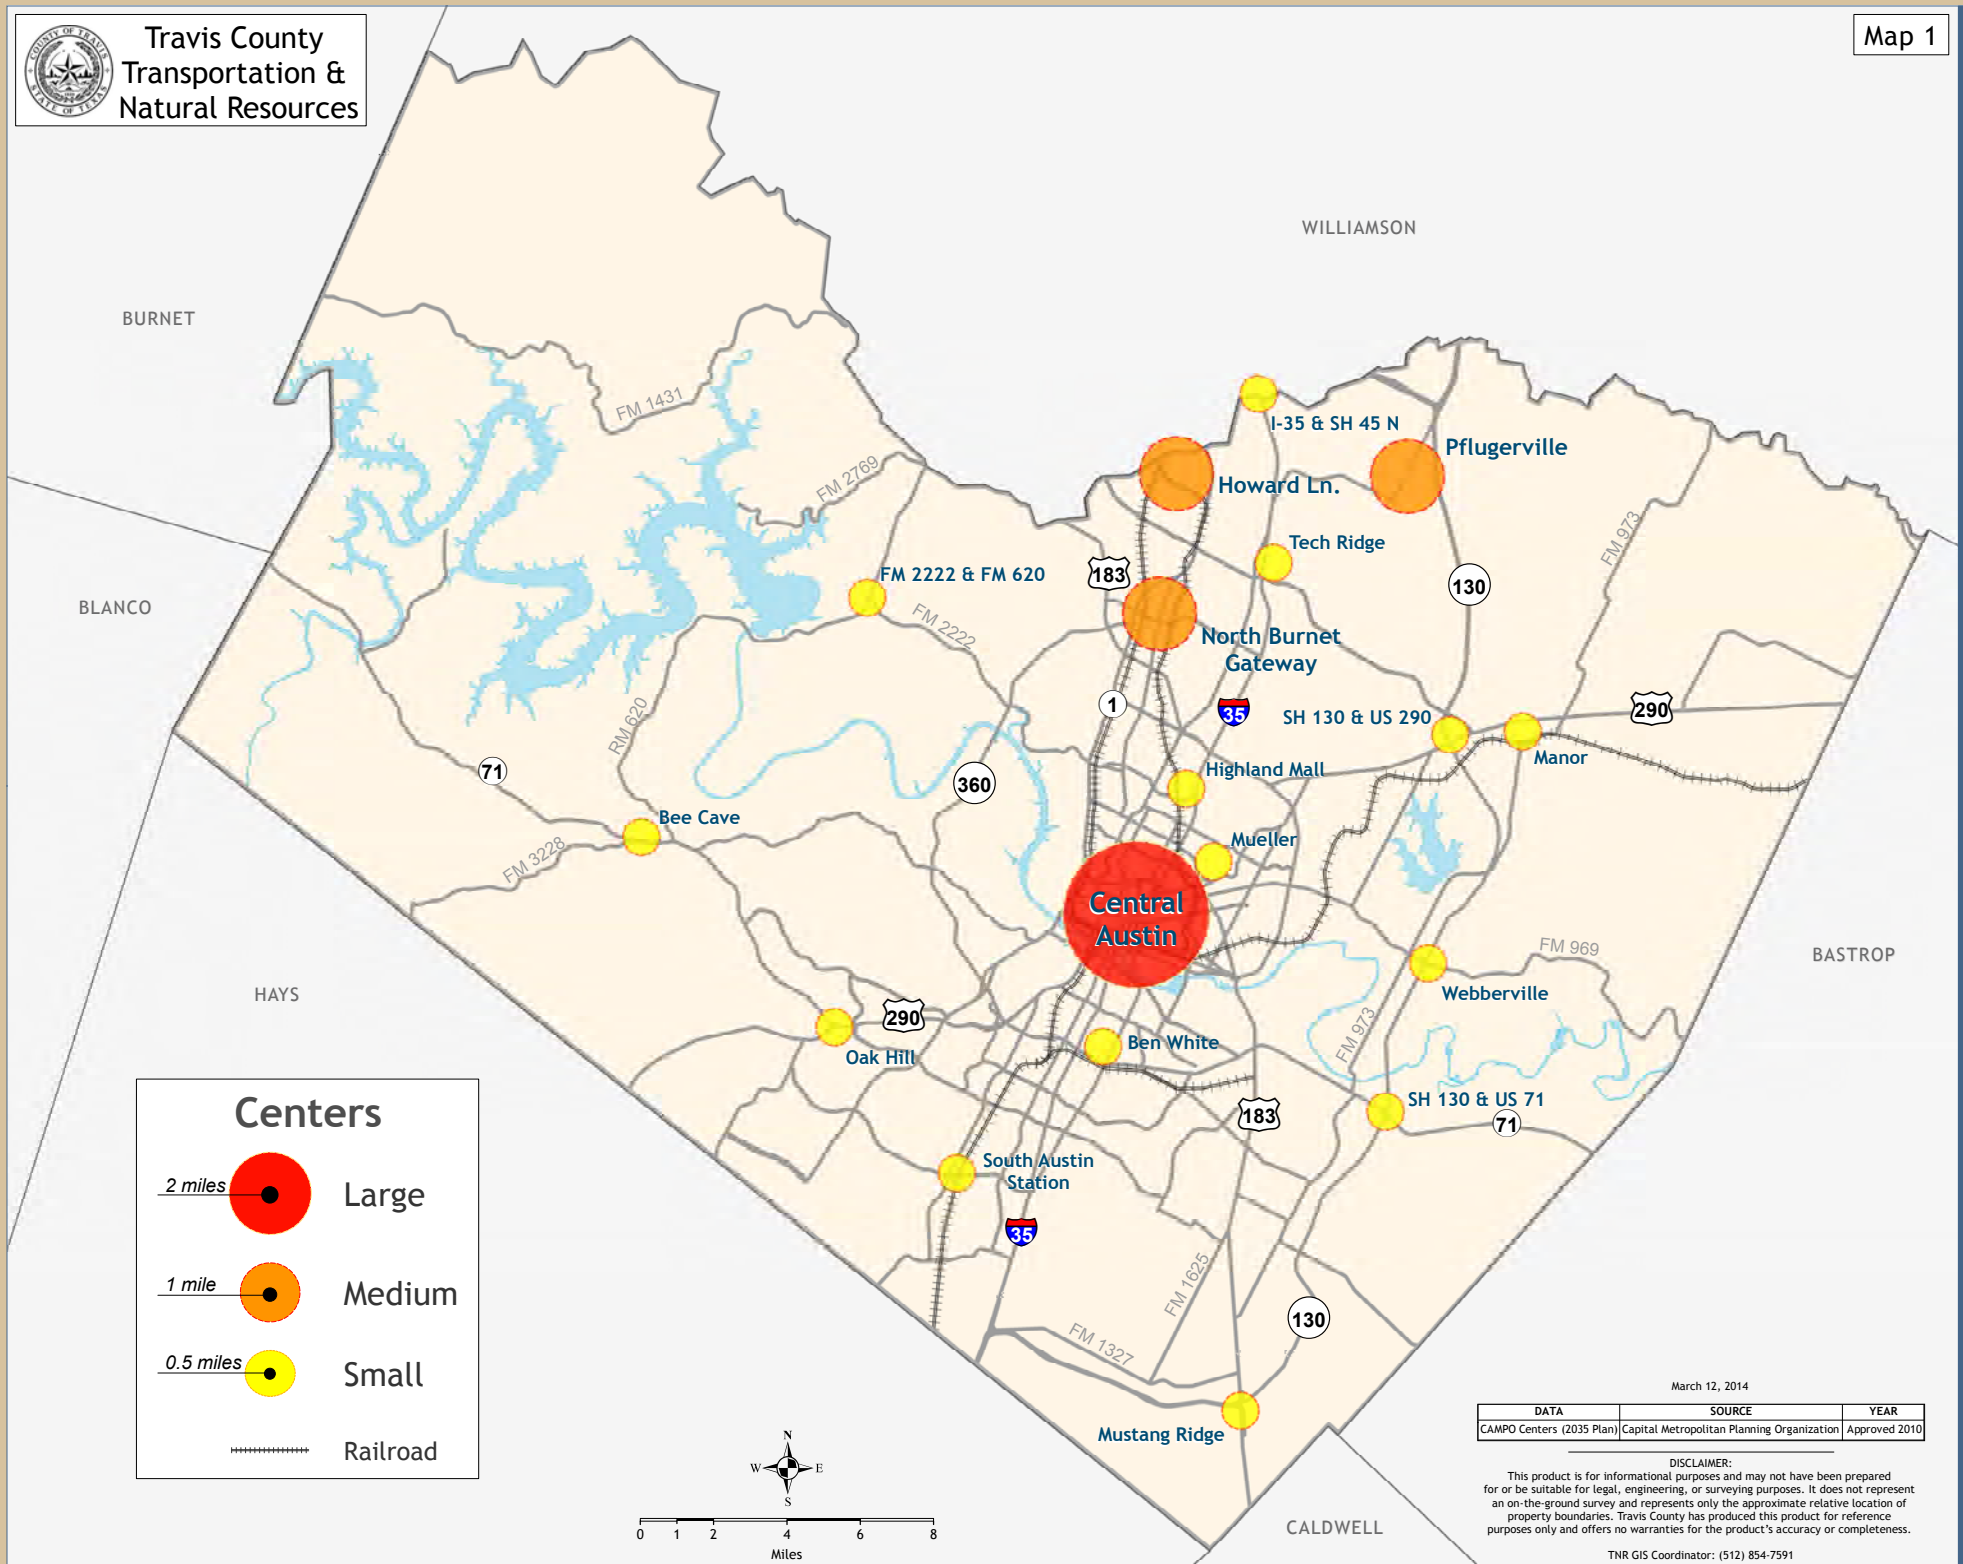 Travis County
Transportation &
Natural Resources
COUNTY OF TRAVIS
STATE OF TEXAS
Map 1
WILLIAMSON
BURNET
BLANCO
HAYS
BASTROP
CALDWELL
FM 1431
FM 2769
I-35 & SH 45 N
Pflugerville
Howard Ln.
Tech Ridge
FM 973
FM 2222 & FM 620
183
130
FM 2222
North Burnet
Gateway
RM 620
1
35
SH 130 & US 290
290
Manor
71
360
Highland Mall
Bee Cave
FM 3228
Mueller
Central
Austin
FM 969
Webberville
290
Oak Hill
Ben White
FM 973
SH 130 & US 71
71
183
South Austin
Station
35
FM 1625
130
FM 1327
Mustang Ridge
Centers
2 miles
Large
1 mile
Medium
0.5 miles
Small
Railroad
N
W E
S
0 1 2 4 6 8
Miles
March 12, 2014
DATA SOURCE YEAR
CAMPO Centers (2035 Plan) Capital Metropolitan Planning Organization Approved 2010
DISCLAIMER:
This product is for informational purposes and may not have been prepared
for or be suitable for legal, engineering, or surveying purposes. It does not represent
an on-the-ground survey and represents only the approximate relative location of
property boundaries. Travis County has produced this product for reference
purposes only and offers no warranties for the product's accuracy or completeness.
TNR GIS Coordinator: (512) 854-7591